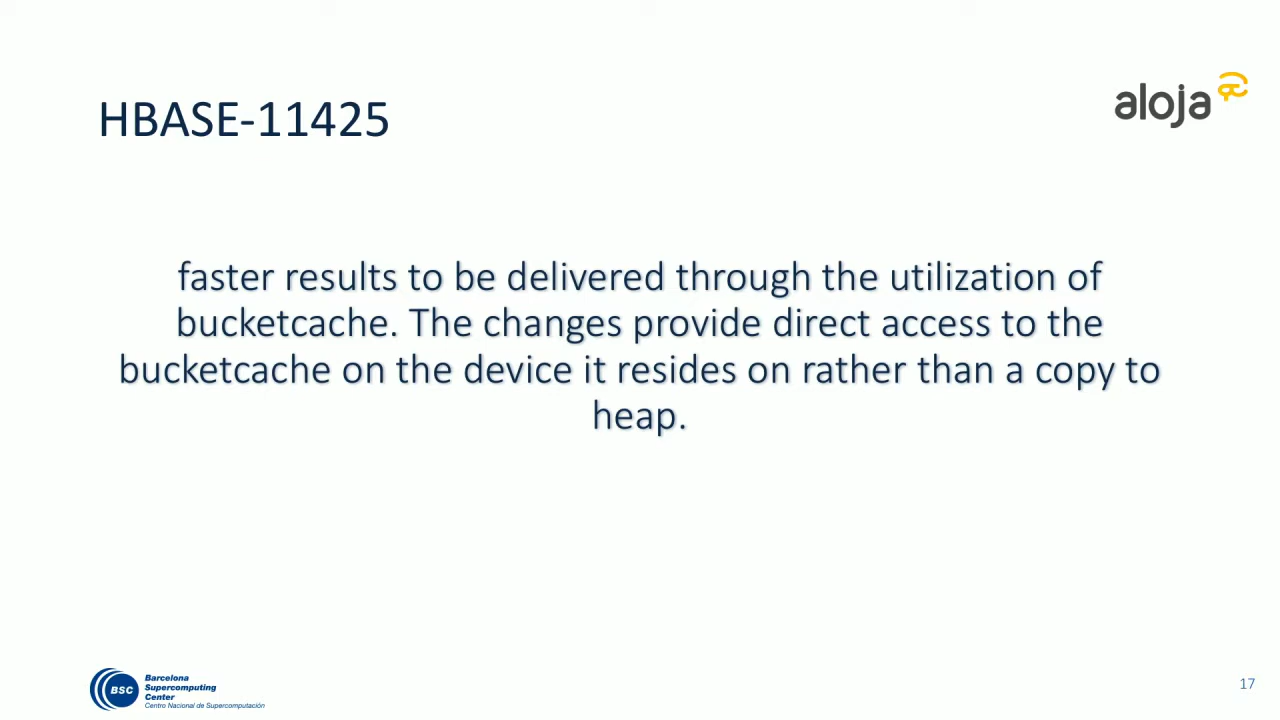 HBASE-11425
aloja
faster results to be delivered through the utilization of
bucketcache. The changes provide direct access to the
bucketcache on the device it resides on rather than a copy to
heap.
BSC
Barcelona
Supercomputing
Center
Centro Nacional de Supercomputación
17